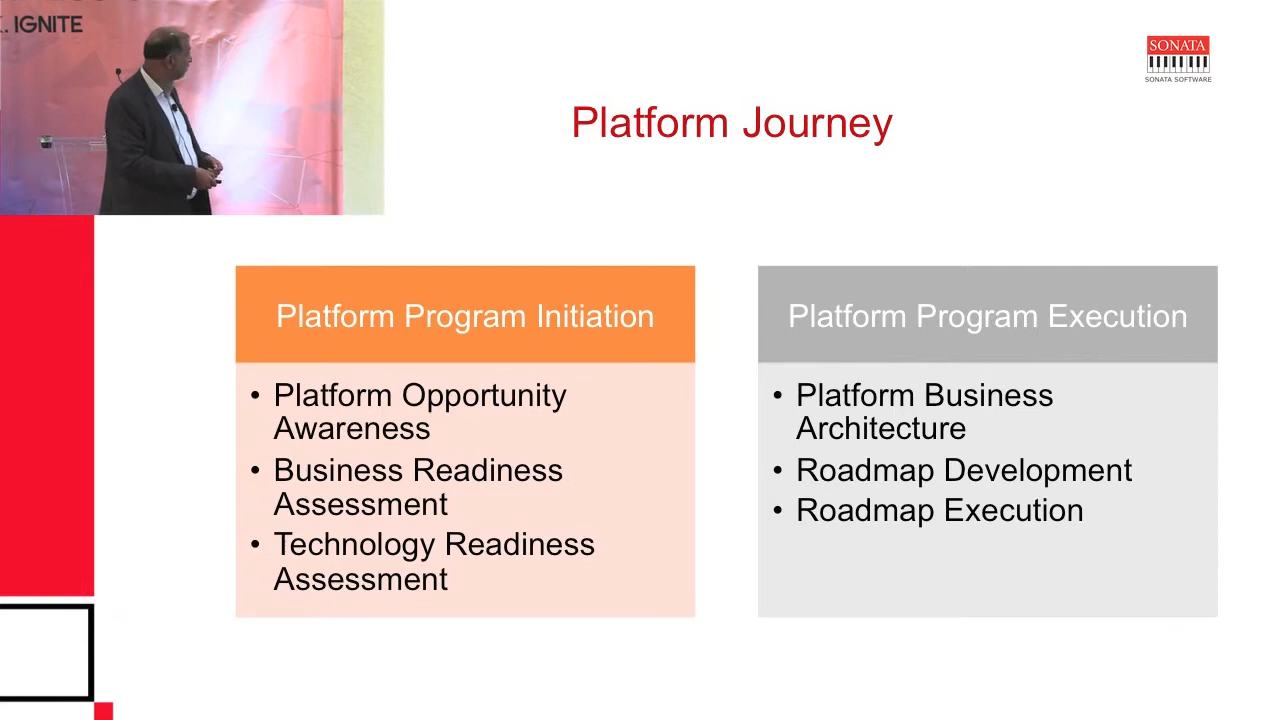 . IGNITE
SONATA
SONATA SOFTWARE
Platform Journey
Platform Program Initiation
• Platform Opportunity
Awareness
• Business Readiness
Assessment
• Technology Readiness
Assessment
Platform Program Execution
• Platform Business
Architecture
• Roadmap Development
• Roadmap Execution